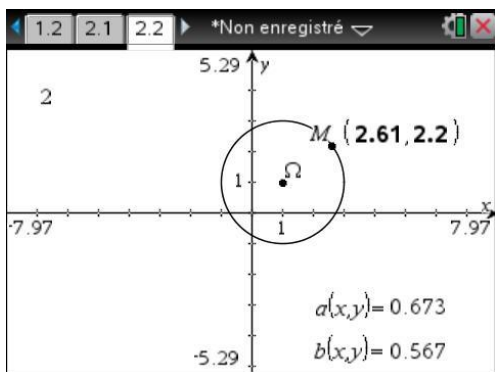 1.2 2.1 2.2 *Non enregistré
5.29 y
2
M (2.61,2.2)
Ω
1
x
-7.97 1 7.97
a(x,y)= 0.673
b(x,y)= 0.567
-5.29